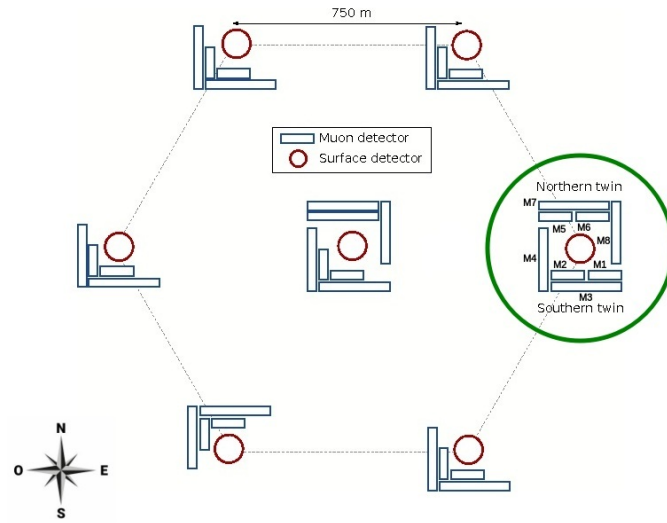 750 m
Muon detector
Surface detector
Northern twin
M7
M5 M6
M8
M4
M2 M1
M3
Southern twin
N
O E
S